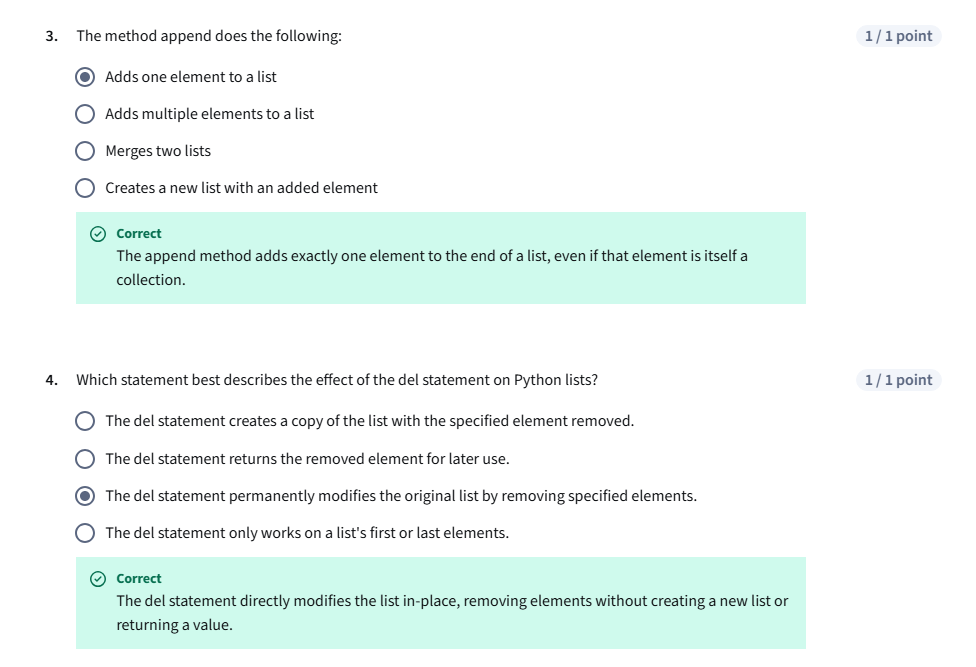 3. The method append does the following: 1 / 1 point
Adds one element to a list
Adds multiple elements to a list
Merges two lists
Creates a new list with an added element
Correct
The append method adds exactly one element to the end of a list, even if that element is itself a
collection.
4. Which statement best describes the effect of the del statement on Python lists? 1 / 1 point
The del statement creates a copy of the list with the specified element removed.
The del statement returns the removed element for later use.
The del statement permanently modifies the original list by removing specified elements.
The del statement only works on a list's first or last elements.
Correct
The del statement directly modifies the list in-place, removing elements without creating a new list or
returning a value.